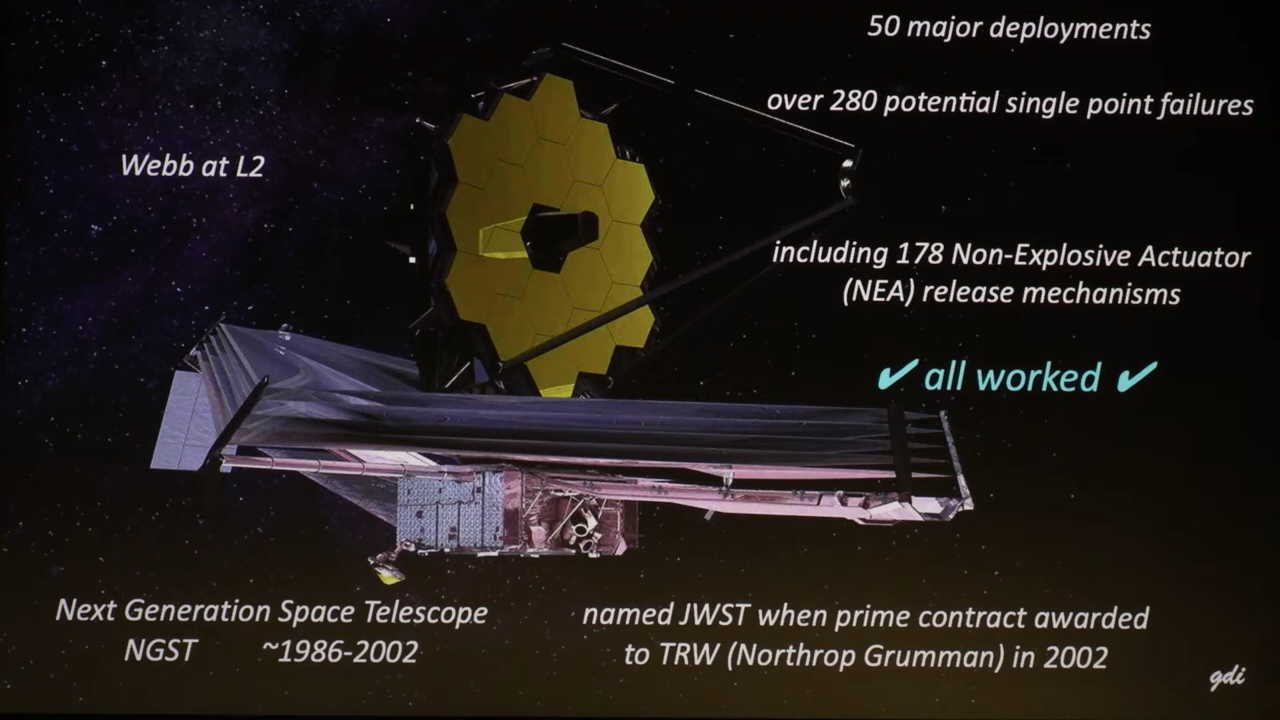 50 major deployments
over 280 potential single point failures
Webb at L2
including 178 Non-Explosive Actuator
(NEA) release mechanisms
✔ all worked ✔
Next Generation Space Telescope
NGST ~1986-2002
named JWST when prime contract awarded
to TRW (Northrop Grumman) in 2002
gdi